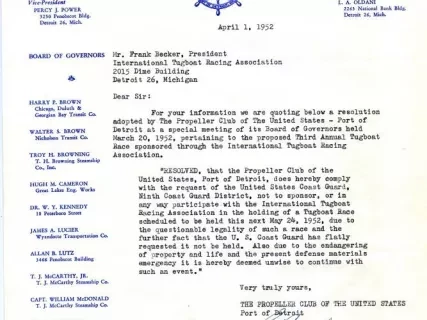 Vice-President
PERCY J. POWER
3250 Penobscot Bldg.
Detroit 26, Mich.
L. A. OLDANI
2243 National Bank Bldg.
Detroit 26, Mich.
April 1, 1952
BOARD OF GOVERNORS
HARRY F. BROWN
Chicago, Duluth &
Georgian Bay Transit Co.
WALTER S. BROWN
Nicholson Transit Co.
TROY H. BROWNING
T. H. Browning Steamship
Co., Inc.
HUGH M. CAMERON
Great Lakes Eng. Works
DR. W. Y. KENNEDY
18 Peterboro Street
JAMES A. LUCIER
Wyandotte Transportation Co.
ALLAN B. LUTZ
2468 Penobscot Building
T. J. McCARTHY, JR.
T. J. McCarthy Steamship Co.
CAPT. WILLIAM McDONALD
T. J. McCarthy Steamship Co.
Mr. Frank Becker, President
International Tugboat Racing Association
2015 Dime Building
Detroit 26, Michigan
Dear Sir:
For your information we are quoting below a resolution
adopted by The Propeller Club of The United States - Port of
Detroit at a special meeting of its Board of Governors held
March 20, 1952, pertaining to the proposed Third Annual Tugboat
Race sponsored through the International Tugboat Racing
Association.
"RESOLVED, that the Propeller Club of the
United States, Port of Detroit, does hereby comply
with the request of the United States Coast Guard,
Ninth Coast Guard District, not to sponsor, or in
any way participate with the International Tugboat
Racing Association in the holding of a Tugboat Race
scheduled to be held this next May 24, 1952, due to
the questionable legality of such a race and the
further fact that the U. S. Coast Guard has flatly
requested it not be held. Also due to the endangering
of property and life and the present defense materials
emergency it is hereby deemed unwise to continue with
such an event."
Very truly yours,
THE PROPELLER CLUB OF THE UNITED STATES
Port of Detroit